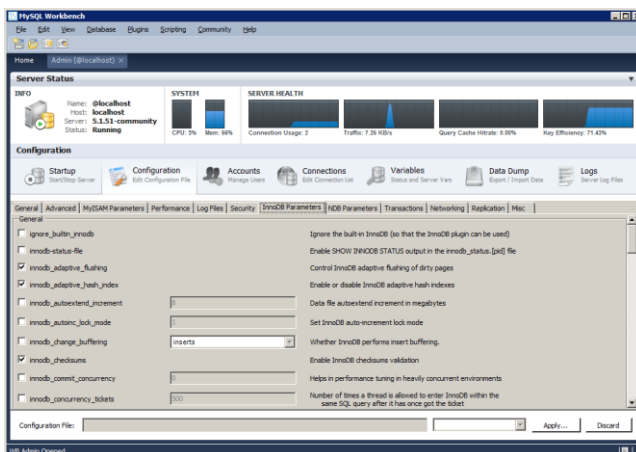 MySQL Workbench
File Edit View Database Plugins Scripting Community Help
Home Admin (@localhost) ×
Server Status
INFO SYSTEM SERVER HEALTH
Name: @localhost
Host: localhost
Server: 5.1.51-community
Status: Running
CPU: 5% Mem: 66% Connection Usage: 2 Traffic: 7.26 KB/s Query Cache Hitrate: 0.00% Key Efficiency: 71.43%
Configuration
Startup Configuration Accounts Connections Variables Data Dump Logs
Start/Stop Server Edit Configuration File Manage Users Edit Connection List Status and Server Vars Export / Import Data Server Log Files
General Advanced MyISAM Parameters Performance Log Files Security InnoDB Parameters NDB Parameters Transactions Networking Replication Misc
General
ignore_builtin_innodb Ignore the built-in InnoDB (so that the InnoDB plugin can be used)
innodb-status-file Enable SHOW INNODB STATUS output in the innodb_status.[pid] file
innodb_adaptive_flushing Control InnoDB adaptive flushing of dirty pages
innodb_adaptive_hash_index Enable or disable InnoDB adaptive hash indexes
innodb_autoextend_increment 8 Data file autoextend increment in megabytes
innodb_autoinc_lock_mode 1 Set InnoDB auto-increment lock mode
innodb_change_buffering inserts Whether InnoDB performs insert buffering.
innodb_checksums Enable InnoDB checksums validation
innodb_commit_concurrency 0 Helps in performance tuning in heavily concurrent environments
innodb_concurrency_tickets 500 Number of times a thread is allowed to enter InnoDB within the
same SQL query after it has once got the ticket
Configuration File: Apply... Discard
WB Admin Opened